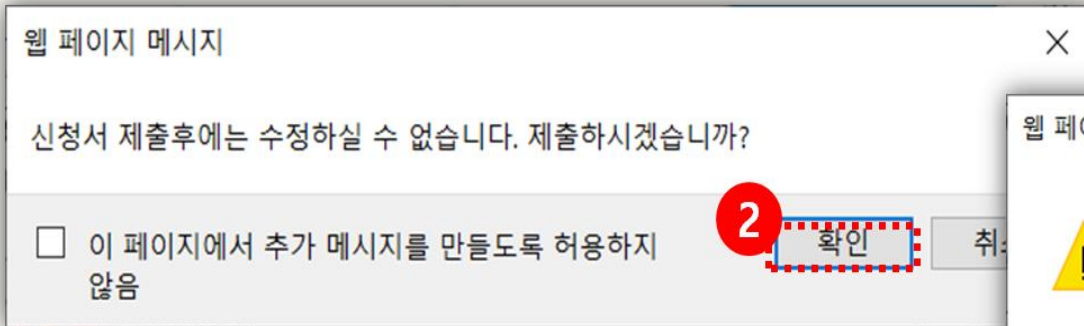 웹 페이지 메시지
신청서 제출후에는 수정하실 수 없습니다. 제출하시겠습니까?
웹
2
이 페이지에서 추가 메시지를 만들도록 허용하지
않음
확인